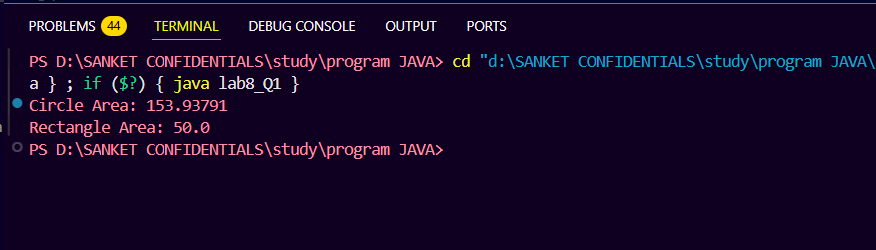 PROBLEMS 44 TERMINAL DEBUG CONSOLE OUTPUT PORTS
PS D:\SANKET CONFIDENTIALS\study\program JAVA> cd "d:\SANKET CONFIDENTIALS\study\program JAVA\
a } ; if ($?) { java lab8_Q1 }
Circle Area: 153.93791
Rectangle Area: 50.0
PS D:\SANKET CONFIDENTIALS\study\program JAVA>